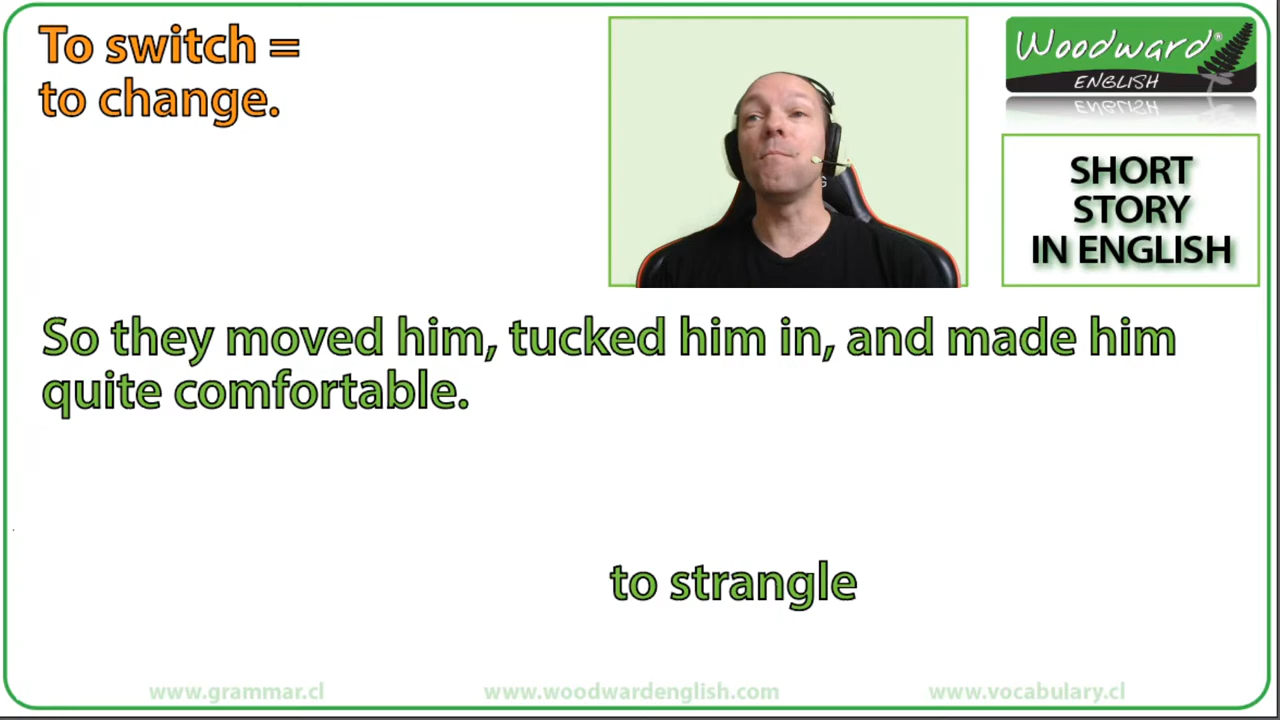 To switch =
to change.
Woodward®
ENGLISH
SHORT
STORY
IN ENGLISH
So they moved him, tucked him in, and made him
quite comfortable.
to strangle
www.grammar.cl
www.woodwardenglish.com
www.vocabulary.cl